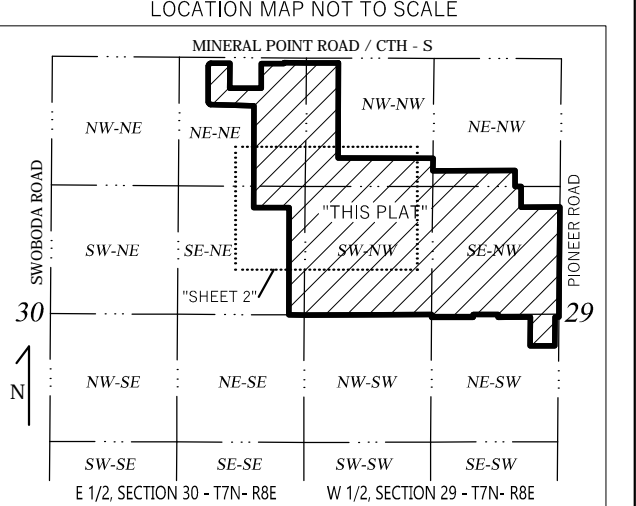 LOCATION MAP NOT TO SCALE
MINERAL POINT ROAD / CTH - S
NW-NE
NE-NE
NW-NW
NE-NW
SWOBODA ROAD
PIONEER ROAD
"THIS PLAT"
SW-NE
SE-NE
SW-NW
SE-NW
"SHEET 2"
30
29
N
NW-SE
NE-SE
NW-SW
NE-SW
SW-SE
SE-SE
SW-SW
SE-SW
E 1/2, SECTION 30 - T7N- R8E
W 1/2, SECTION 29 - T7N- R8E